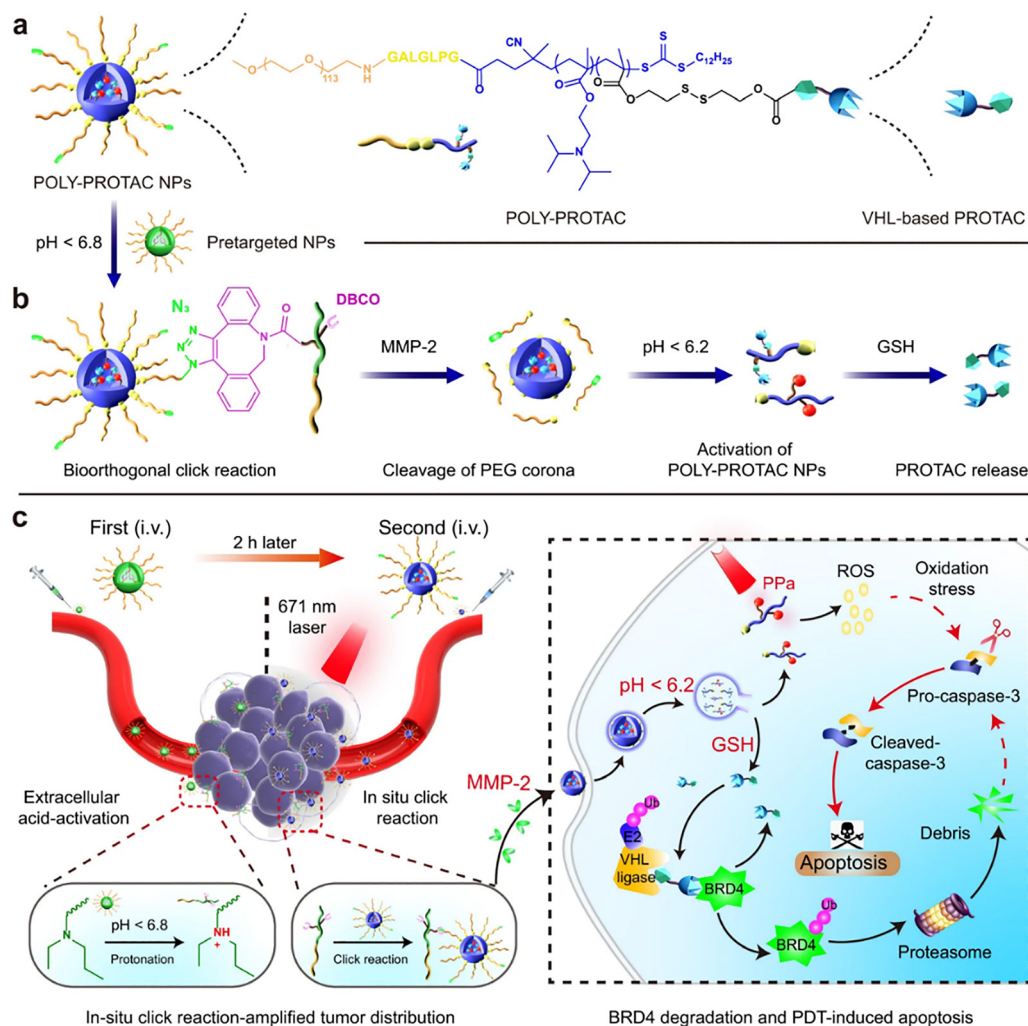 a
GALGLPG
CN
O
O
113
N
H
O
S
S
S
C12H25
O
O
O
O
S
S
O
O
N
POLY-PROTAC NPs
POLY-PROTAC
VHL-based PROTAC
pH < 6.8
Pretargeted NPs
b
N3
DBCO
O
N
N
N
N
MMP-2
pH < 6.2
GSH
Bioorthogonal click reaction
Cleavage of PEG corona
Activation of
POLY-PROTAC NPs
PROTAC release
c
First (i.v.)
2 h later
Second (i.v.)
671 nm
laser
Extracellular
acid-activation
In situ click
reaction
MMP-2
pH < 6.8
Protonation
N
NH
+
Click reaction
In-situ click reaction-amplified tumor distribution
PPa
ROS
Oxidation
stress
pH < 6.2
Pro-caspase-3
GSH
Cleaved-
caspase-3
Ub
E2
VHL
ligase
BRD4
Apoptosis
Debris
Ub
BRD4
Proteasome
BRD4 degradation and PDT-induced apoptosis